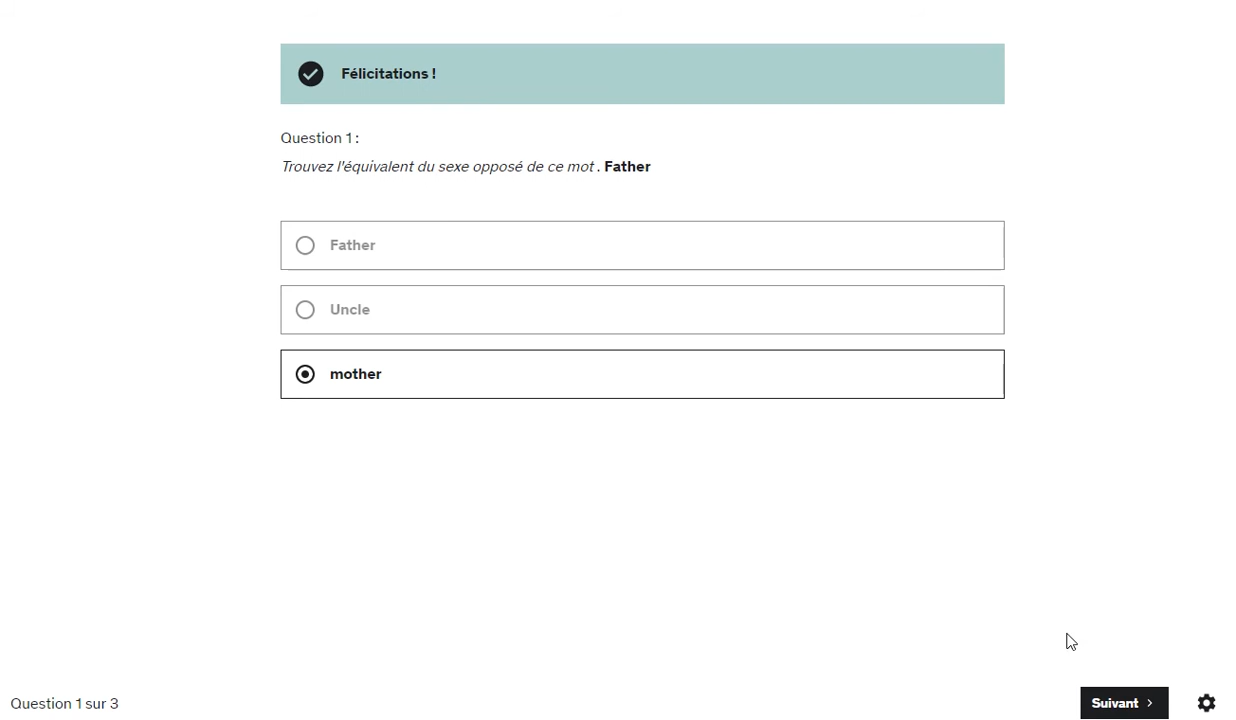 Félicitations !
Question 1 :
Trouvez l'équivalent du sexe opposé de ce mot . Father
Father
Uncle
mother
Question 1 sur 3
Suivant